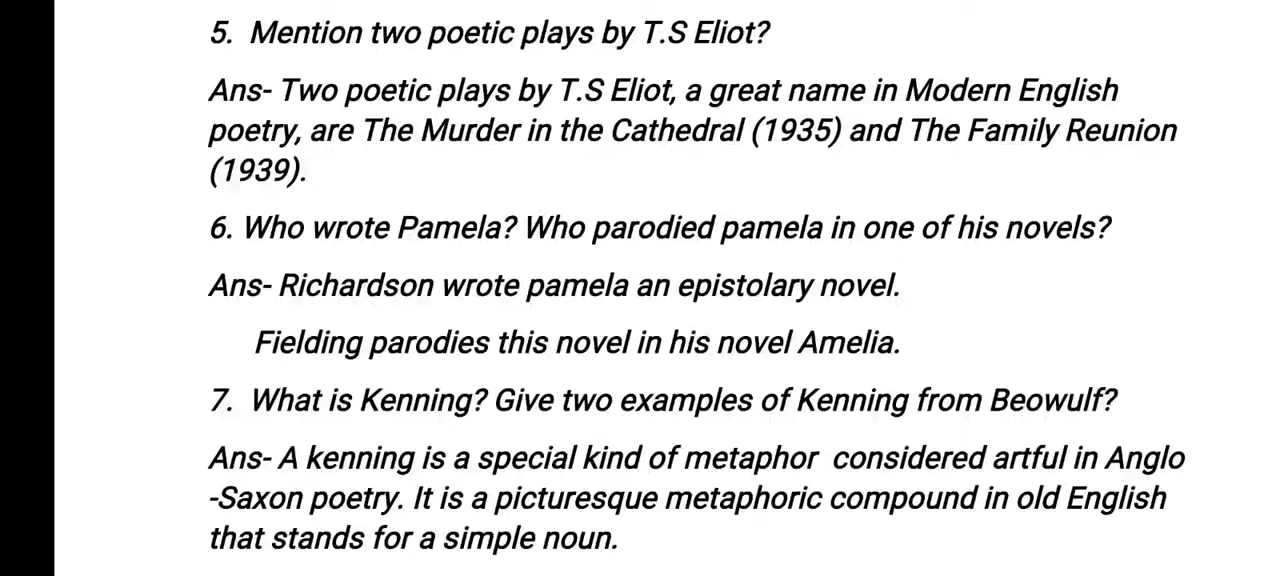 5. Mention two poetic plays by T.S Eliot?
Ans- Two poetic plays by T.S Eliot, a great name in Modern English
poetry, are The Murder in the Cathedral (1935) and The Family Reunion
(1939).
6. Who wrote Pamela? Who parodied pamela in one of his novels?
Ans- Richardson wrote pamela an epistolary novel.
Fielding parodies this novel in his novel Amelia.
7. What is Kenning? Give two examples of Kenning from Beowulf?
Ans- A kenning is a special kind of metaphor considered artful in Anglo
-Saxon poetry. It is a picturesque metaphoric compound in old English
that stands for a simple noun.